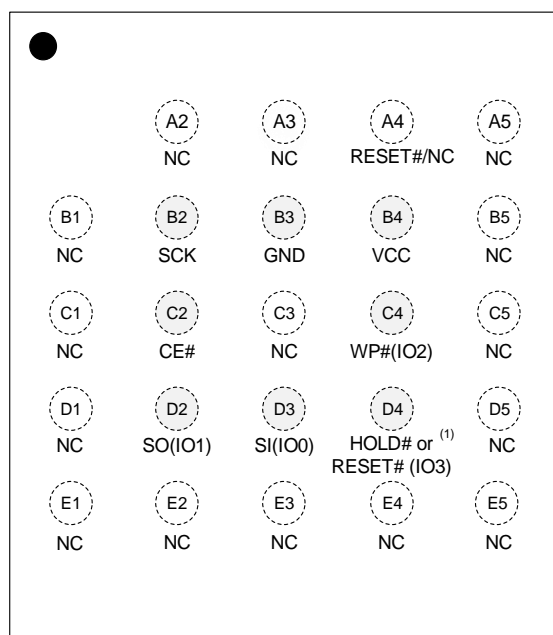 A2 A3 A4 A5
NC NC RESET#/NC NC
B1 B2 B3 B4 B5
NC SCK GND VCC NC
C1 C2 C3 C4 C5
NC CE# NC WP#(IO2) NC
D1 D2 D3 D4 D5
NC SO(IO1) SI(IO0) HOLD# or (1) NC
RESET# (IO3)
E1 E2 E3 E4 E5
NC NC NC NC NC